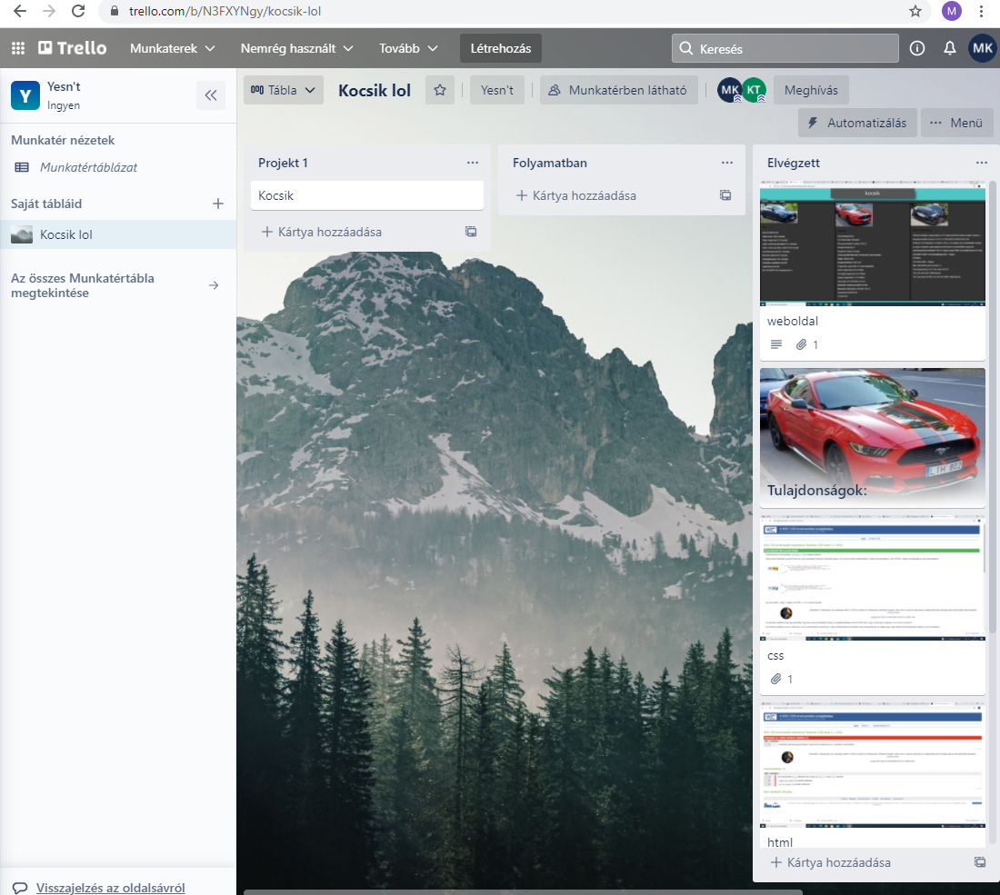 trello.com/b/N3FXYNgy/kocsik-lol
M
Trello
Munkaterek
Nemrég használt
Tovább
Létrehozás
Keresés
MK
Y
Yesn't
Ingyen
Tábla
Kocsik lol
Yesn't
Munkatérben látható
MK
KT
Meghívás
Automatizálás
Menü
Munkatér nézetek
Munkatértáblázat
Saját tábláid
Kocsik lol
Az összes Munkatértábla
megtekintése
Projekt 1
Kocsik
Kártya hozzáadása
Folyamatban
Kártya hozzáadása
Elvégzett
kocsik
weboldal
1
LIH 802
Tulajdonságok:
css
1
html
Kártya hozzáadása
Visszajelzés az oldalsávról